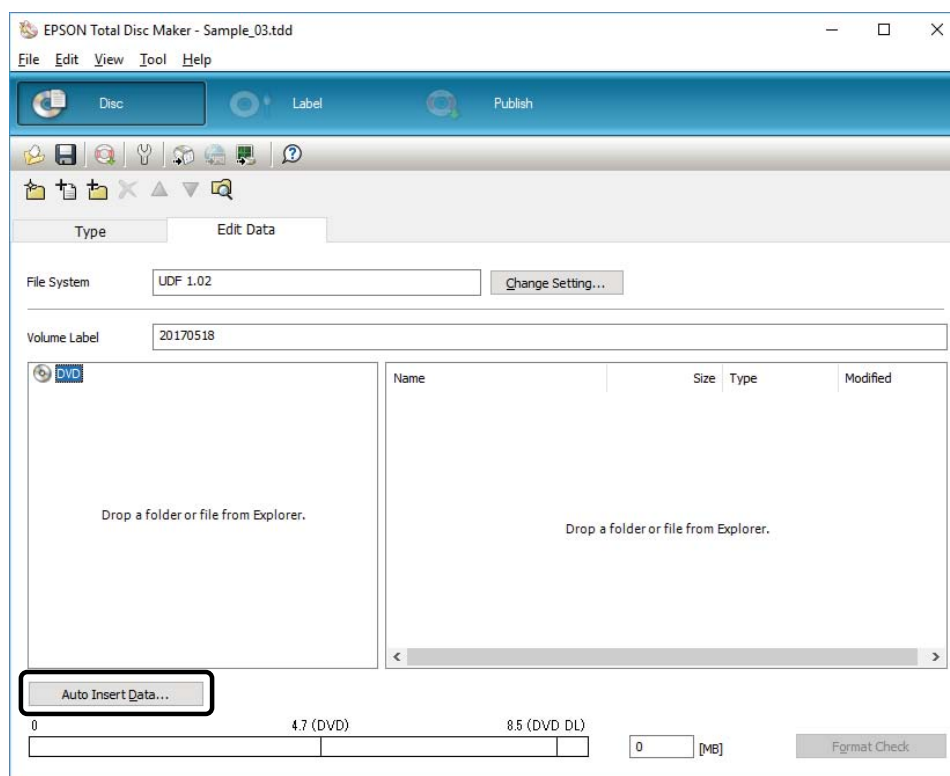 EPSON Total Disc Maker - Sample_03.tdd
File Edit View Tool Help
Disc Label Publish
Type Edit Data
File System UDF 1.02 Change Setting...
Volume Label 20170518
DVD
Name Size Type Modified
Drop a folder or file from Explorer.
Drop a folder or file from Explorer.
Auto Insert Data...
0 4.7 (DVD) 8.5 (DVD DL)
0 [MB] Format Check